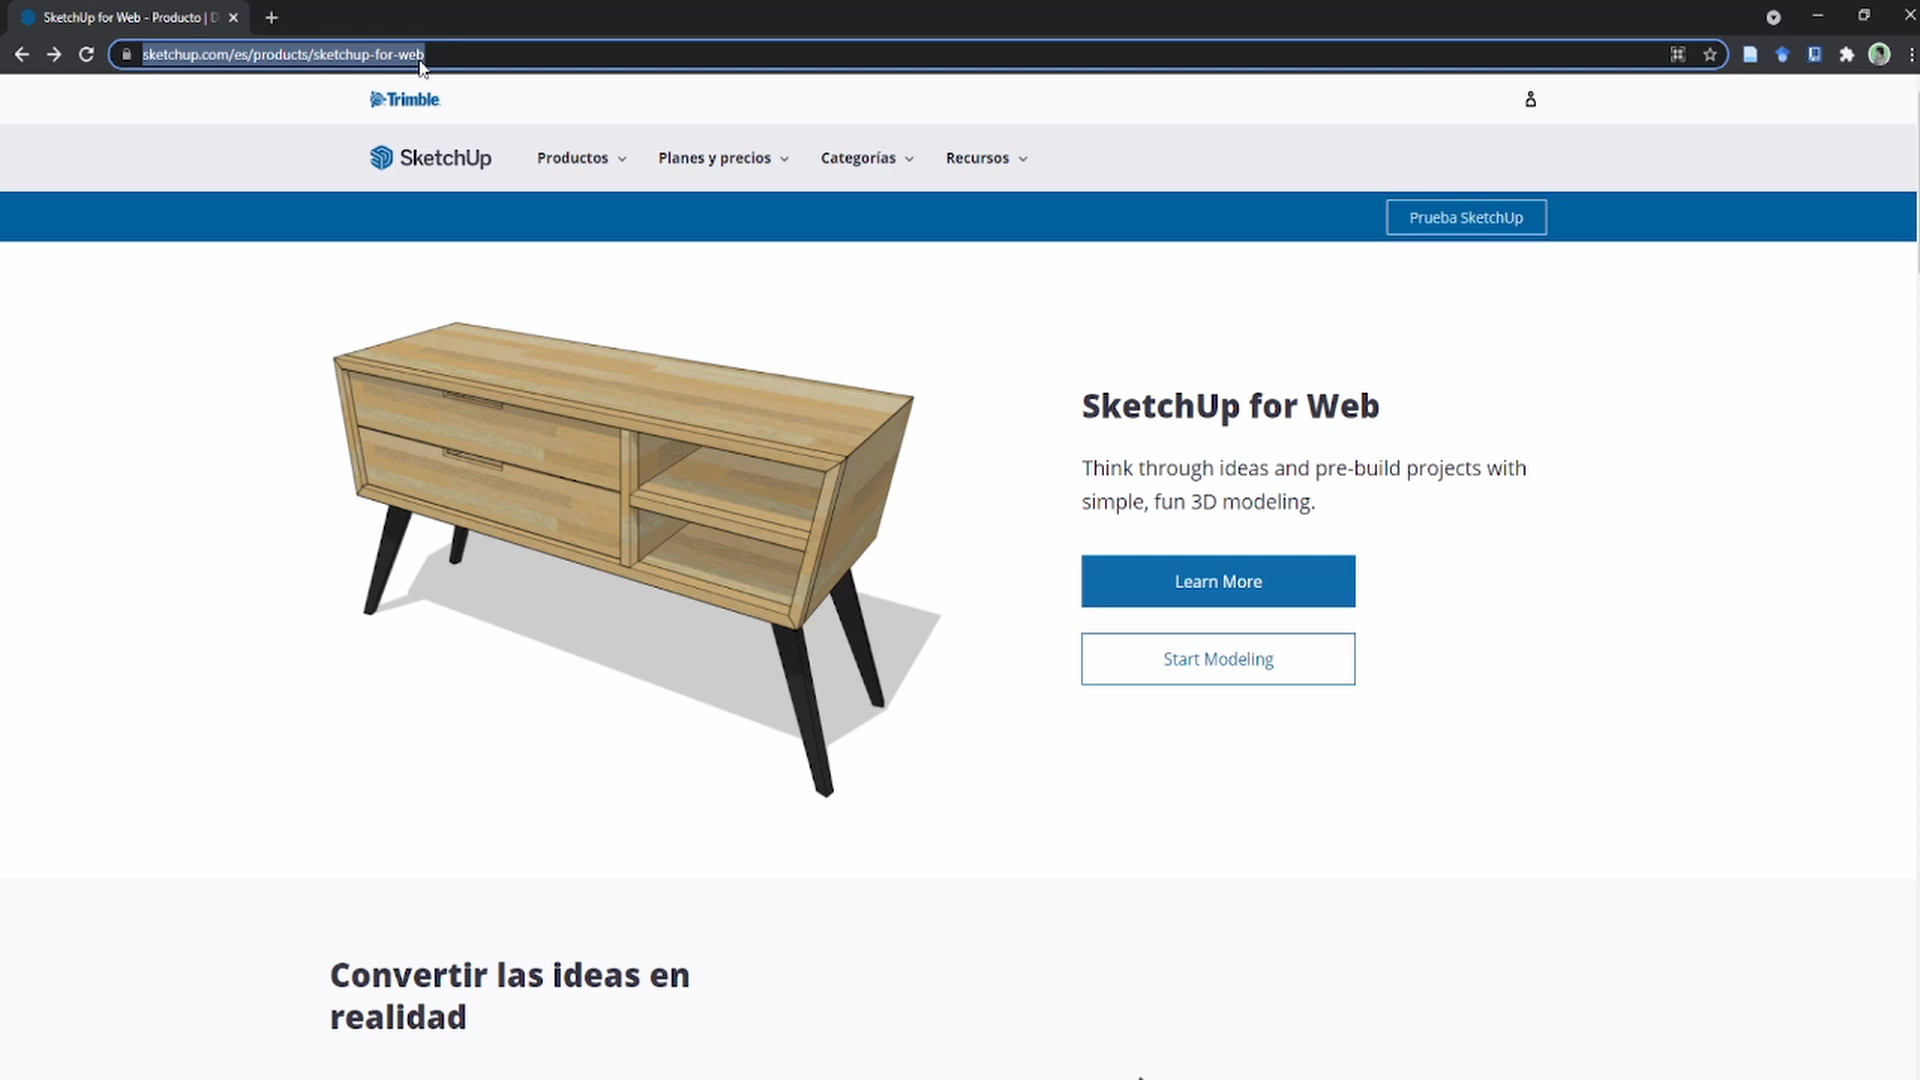 SketchUp for Web - Producto | D
sketchup.com/es/products/sketchup-for-web
Trimble
SketchUp
Productos
Planes y precios
Categorías
Recursos
Prueba SketchUp
SketchUp for Web
Think through ideas and pre-build projects with
simple, fun 3D modeling.
Learn More
Start Modeling
Convertir las ideas en
realidad